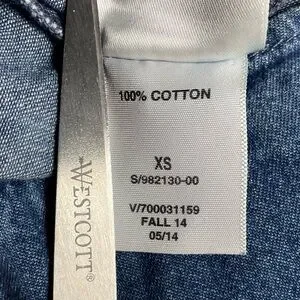 100% COTTON
XS
S/982130-00
V/700031159
FALL 14
05/14
WESTCOTT®